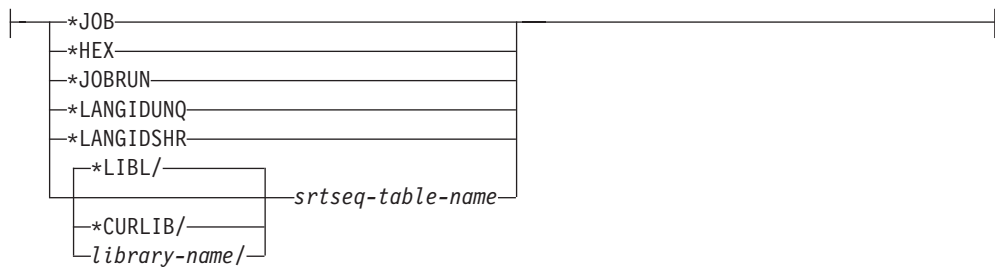 *JOB
*HEX
*JOBRUN
*LANGIDUNQ
*LANGIDSHR
*LIBL/
srtseq-table-name
*CURLIB/
library-name/